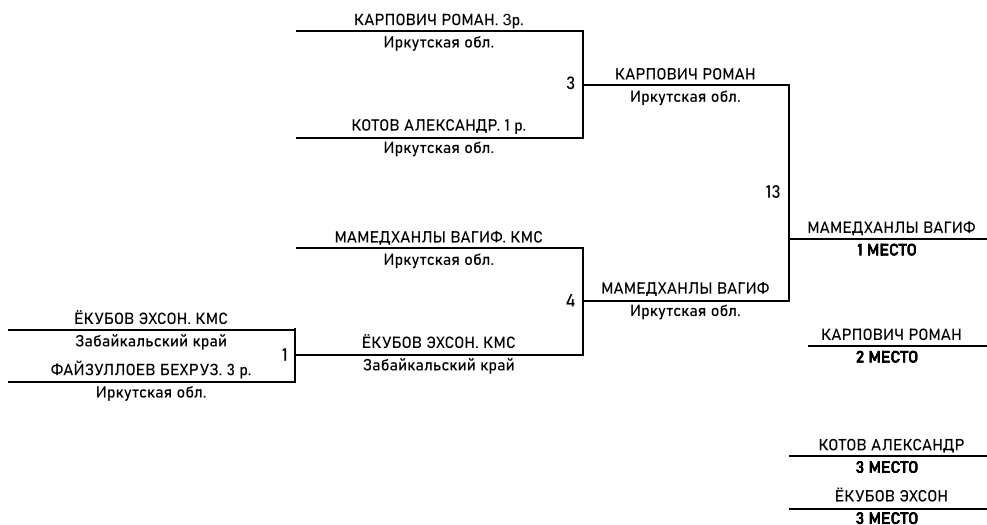 КАРПОВИЧ РОМАН. 3р.
Иркутская обл.
3
КАРПОВИЧ РОМАН
Иркутская обл.
КОТОВ АЛЕКСАНДР. 1 р.
Иркутская обл.
13
МАМЕДХАНЛЫ ВАГИФ. КМС
Иркутская обл.
МАМЕДХАНЛЫ ВАГИФ
1 МЕСТО
4
МАМЕДХАНЛЫ ВАГИФ
Иркутская обл.
ЁКУБОВ ЭХСОН. КМС
Забайкальский край
1
ЁКУБОВ ЭХСОН. КМС
Забайкальский край
ФАЙЗУЛЛОЕВ БЕХРУЗ. 3 р.
Иркутская обл.
КАРПОВИЧ РОМАН
2 МЕСТО
КОТОВ АЛЕКСАНДР
3 МЕСТО
ЁКУБОВ ЭХСОН
3 МЕСТО